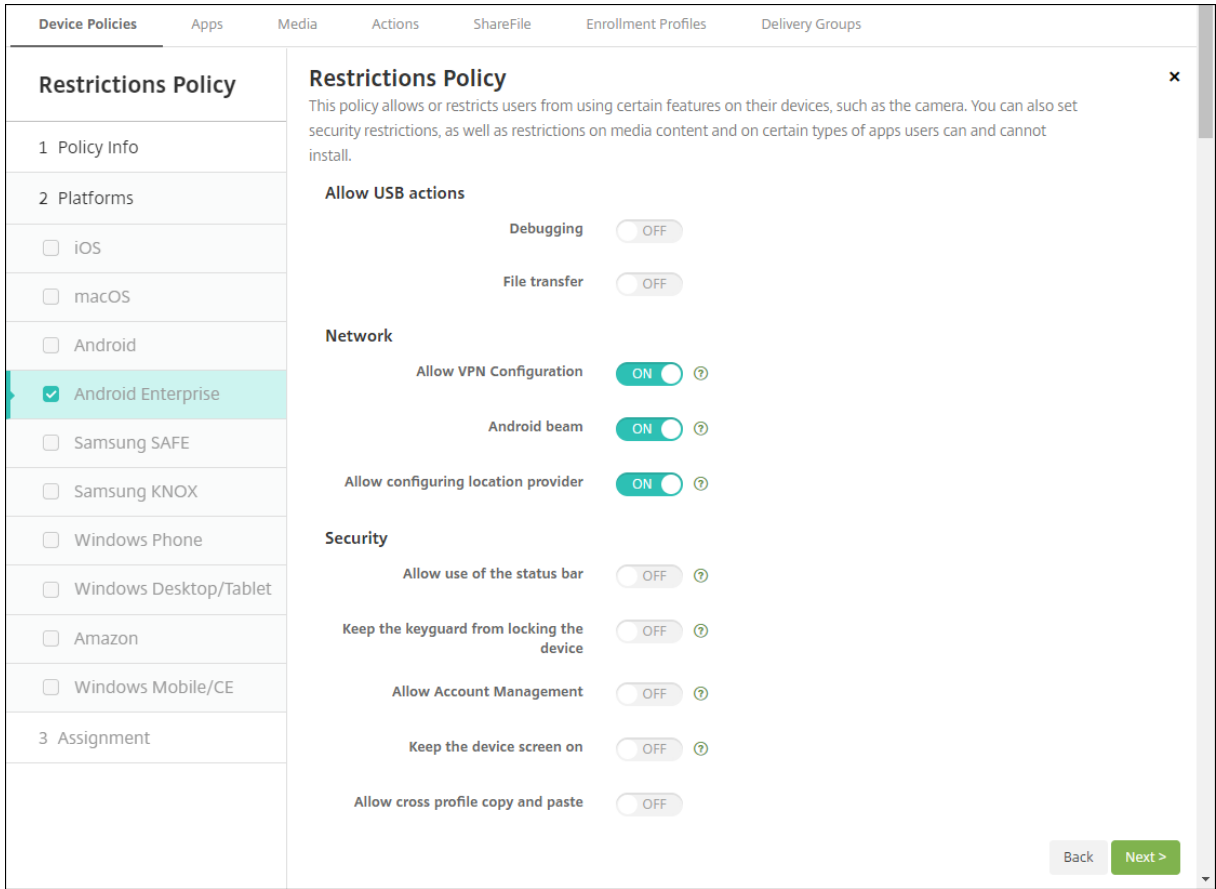 Device Policies Apps Media Actions ShareFile Enrollment Profiles Delivery Groups
Restrictions Policy
1 Policy Info
2 Platforms
iOS
macOS
Android
Android Enterprise
Samsung SAFE
Samsung KNOX
Windows Phone
Windows Desktop/Tablet
Amazon
Windows Mobile/CE
3 Assignment
Restrictions Policy
This policy allows or restricts users from using certain features on their devices, such as the camera. You can also set
security restrictions, as well as restrictions on media content and on certain types of apps users can and cannot
install.
Allow USB actions
Debugging OFF
File transfer OFF
Network
Allow VPN Configuration ON ?
Android beam ON ?
Allow configuring location provider ON ?
Security
Allow use of the status bar OFF ?
Keep the keyguard from locking the
device OFF ?
Allow Account Management OFF ?
Keep the device screen on OFF ?
Allow cross profile copy and paste OFF
Back Next >